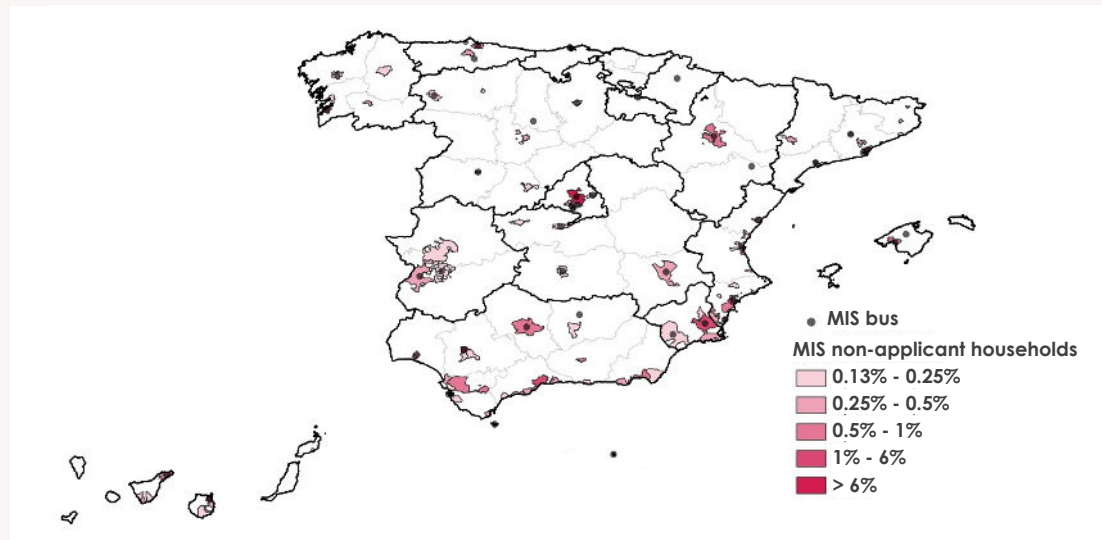 MIS bus
MIS non-applicant households
0.13% - 0.25%
0.25% - 0.5%
0.5% - 1%
1% - 6%
> 6%